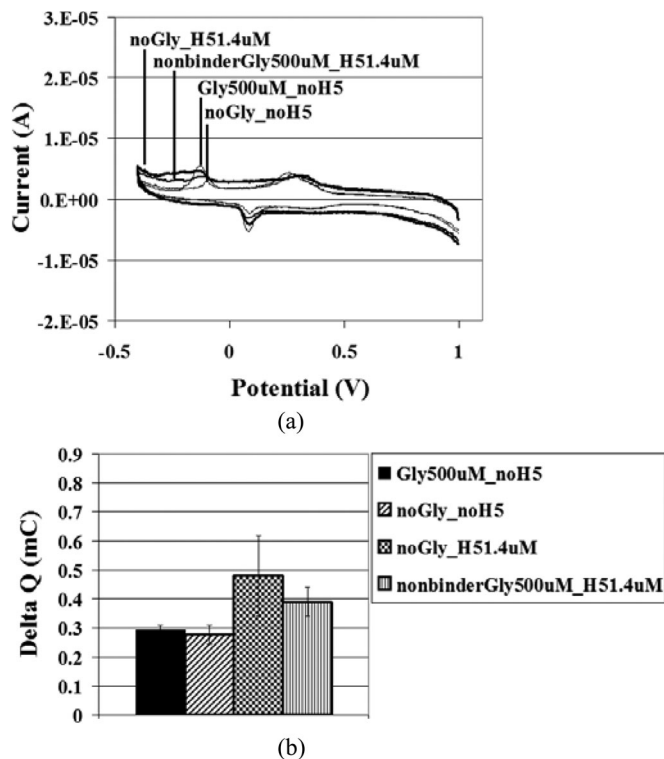 3.E-05
2.E-05
1.E-05
0.E+00
-1.E-05
-2.E-05
Current (A)
noGly_H51.4uM
nonbinderGly500uM_H51.4uM
Gly500uM_noH5
noGly_noH5
-0.5 0 0.5 1
Potential (V)
(a)
0.9
0.8
0.7
0.6
0.5
0.4
0.3
0.2
0.1
0
Delta Q (mC)
Gly500uM_noH5
noGly_noH5
noGly_H51.4uM
nonbinderGly500uM_H51.4uM
(b)